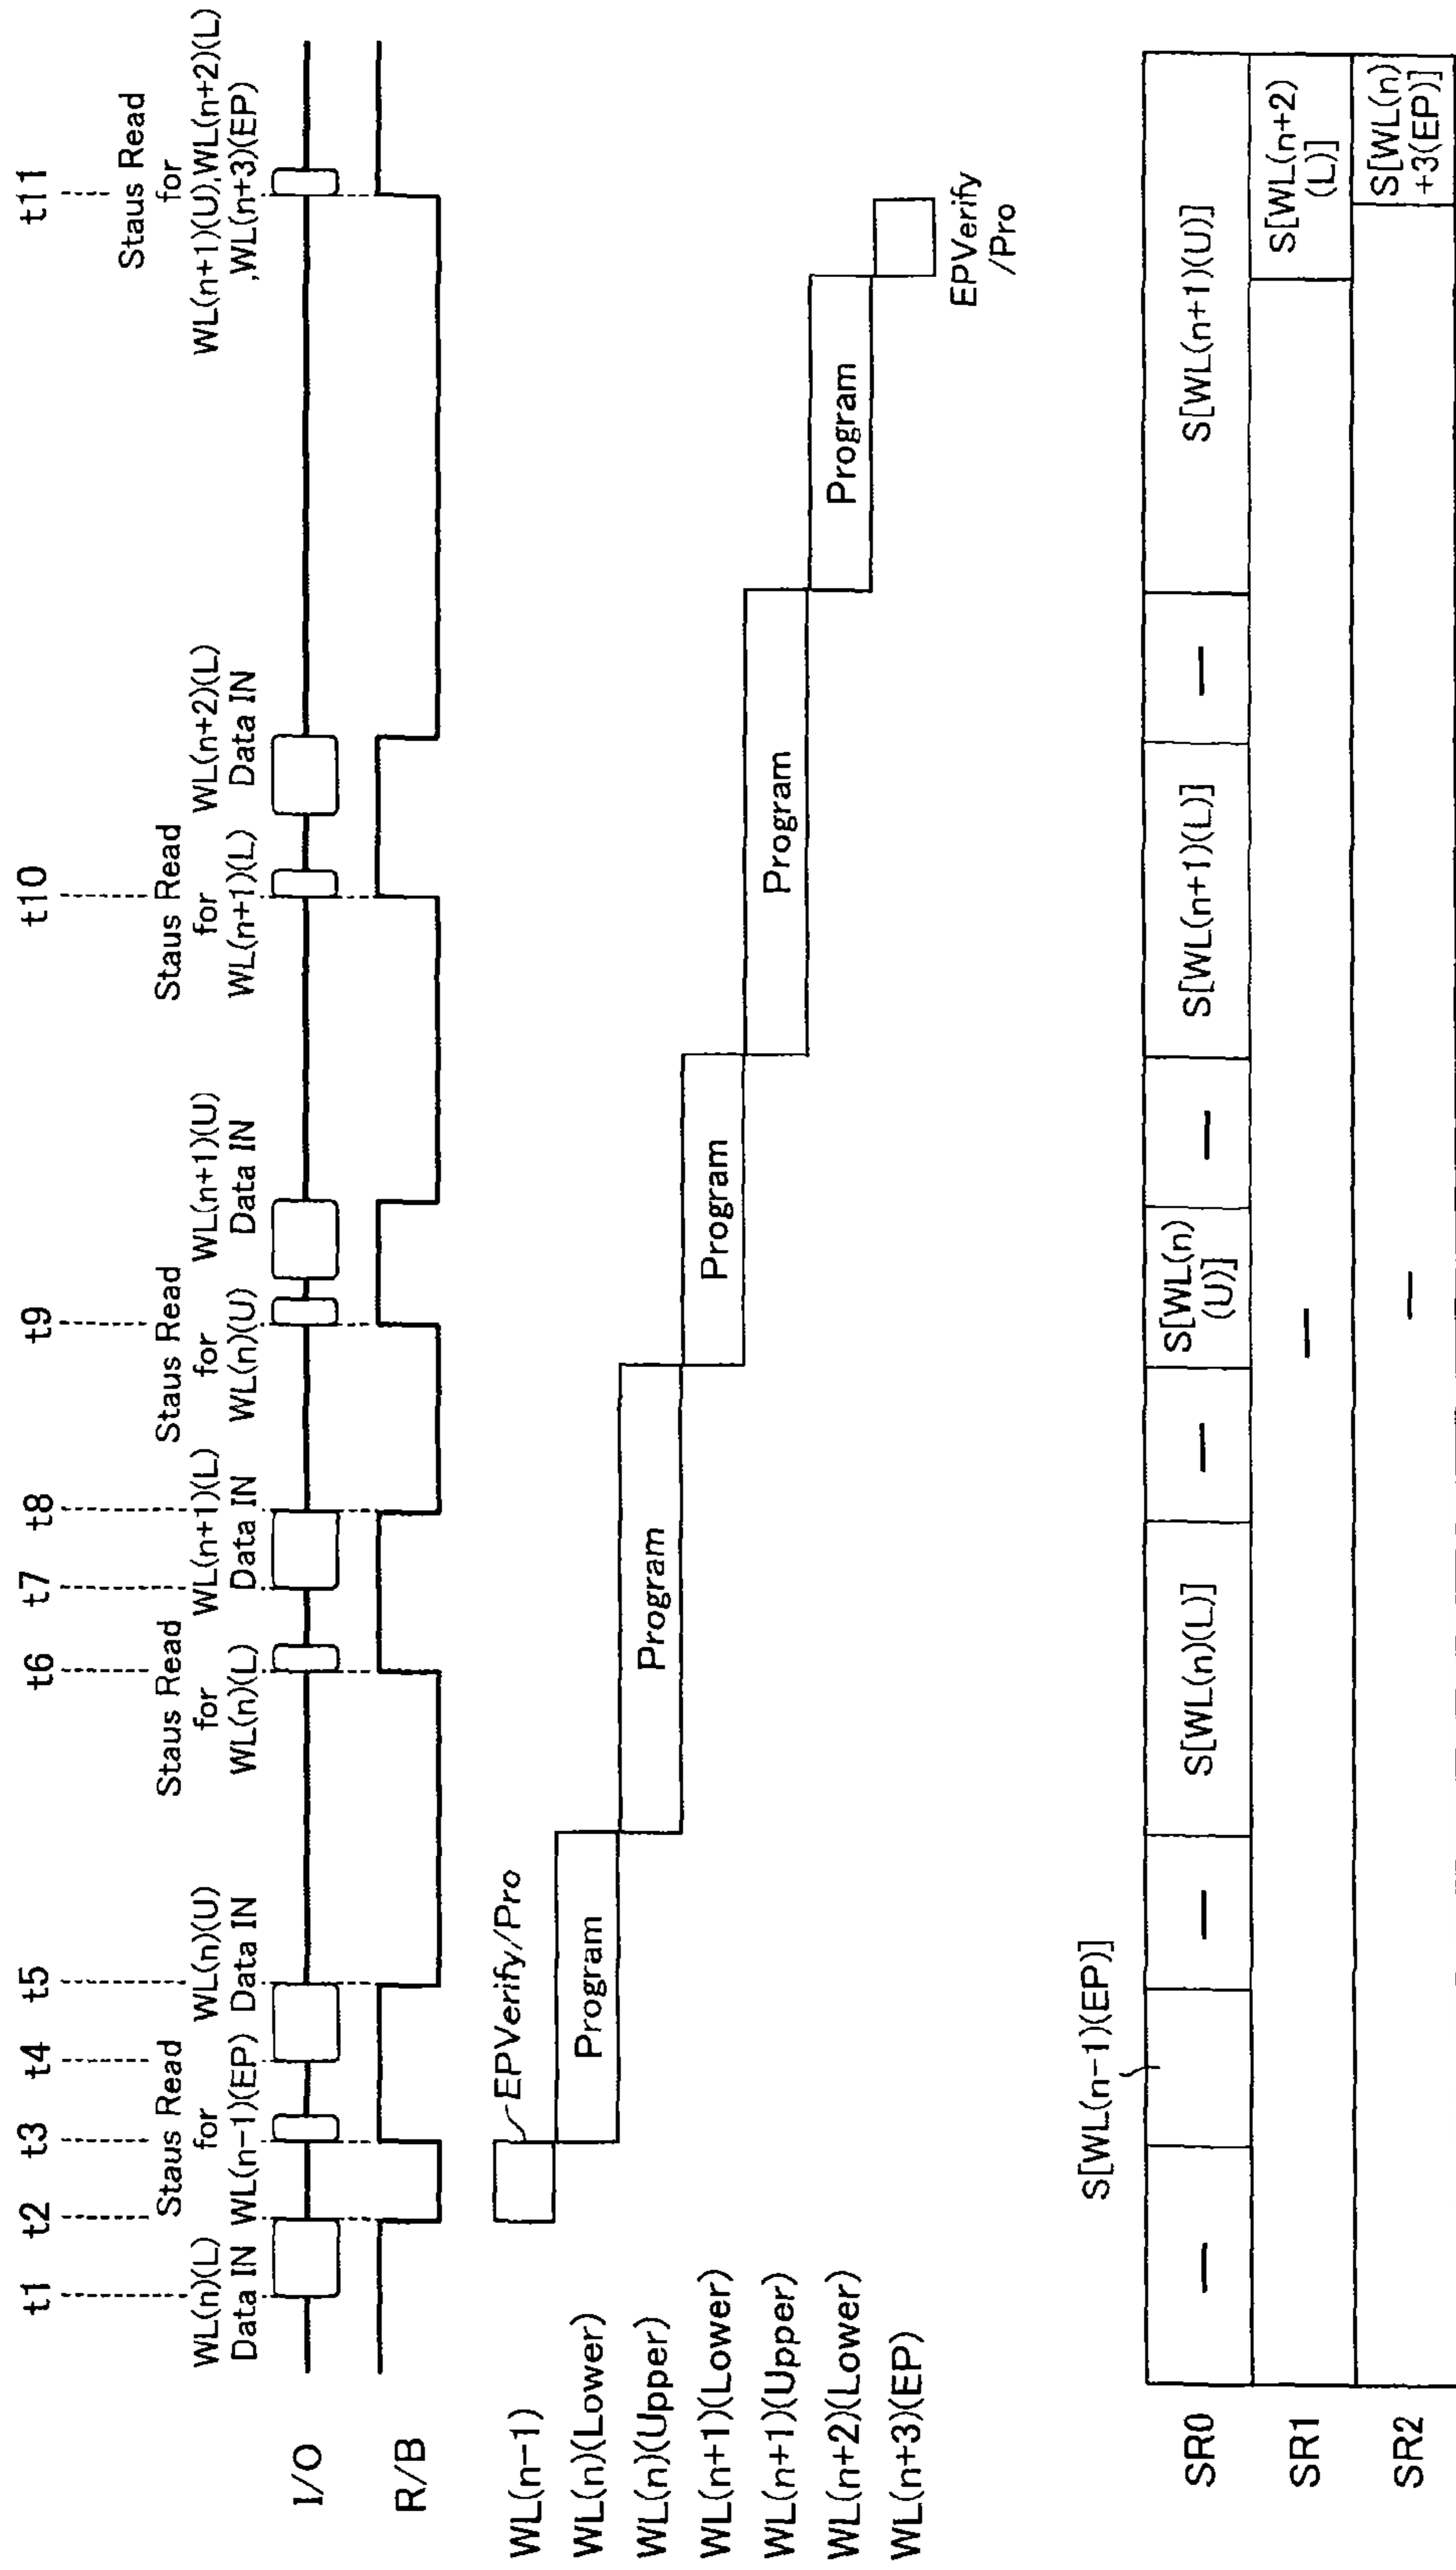 t1
t2
t3
t4
t5
t6
t7
t8
t9
t10
t11
WL(n)(L)
Data IN
Staus Read
for
WL(n-1)(EP)
WL(n)(U)
Data IN
Staus Read
for
WL(n)(L)
WL(n+1)(L)
Data IN
Staus Read
for
WL(n)(U)
WL(n+1)(U)
Data IN
Staus Read
for
WL(n+1)(L)
WL(n+2)(L)
Data IN
Staus Read
for
WL(n+1)(U),WL(n+2)(L)
,WL(n+3)(EP)
I/O
R/B
WL(n-1)
EPVerify/Pro
WL(n)(Lower)
Program
WL(n)(Upper)
Program
WL(n+1)(Lower)
Program
WL(n+1)(Upper)
Program
WL(n+2)(Lower)
Program
WL(n+3)(EP)
EPVerify
/Pro
S[WL(n-1)(EP)]
SR0
—
—
S[WL(n)(L)]
—
S[WL(n)
(U)]
—
S[WL(n+1)(L)]
—
S[WL(n+1)(U)]
SR1
—
S[WL(n+2)
(L)]
SR2
—
S[WL(n)
+3(EP)]